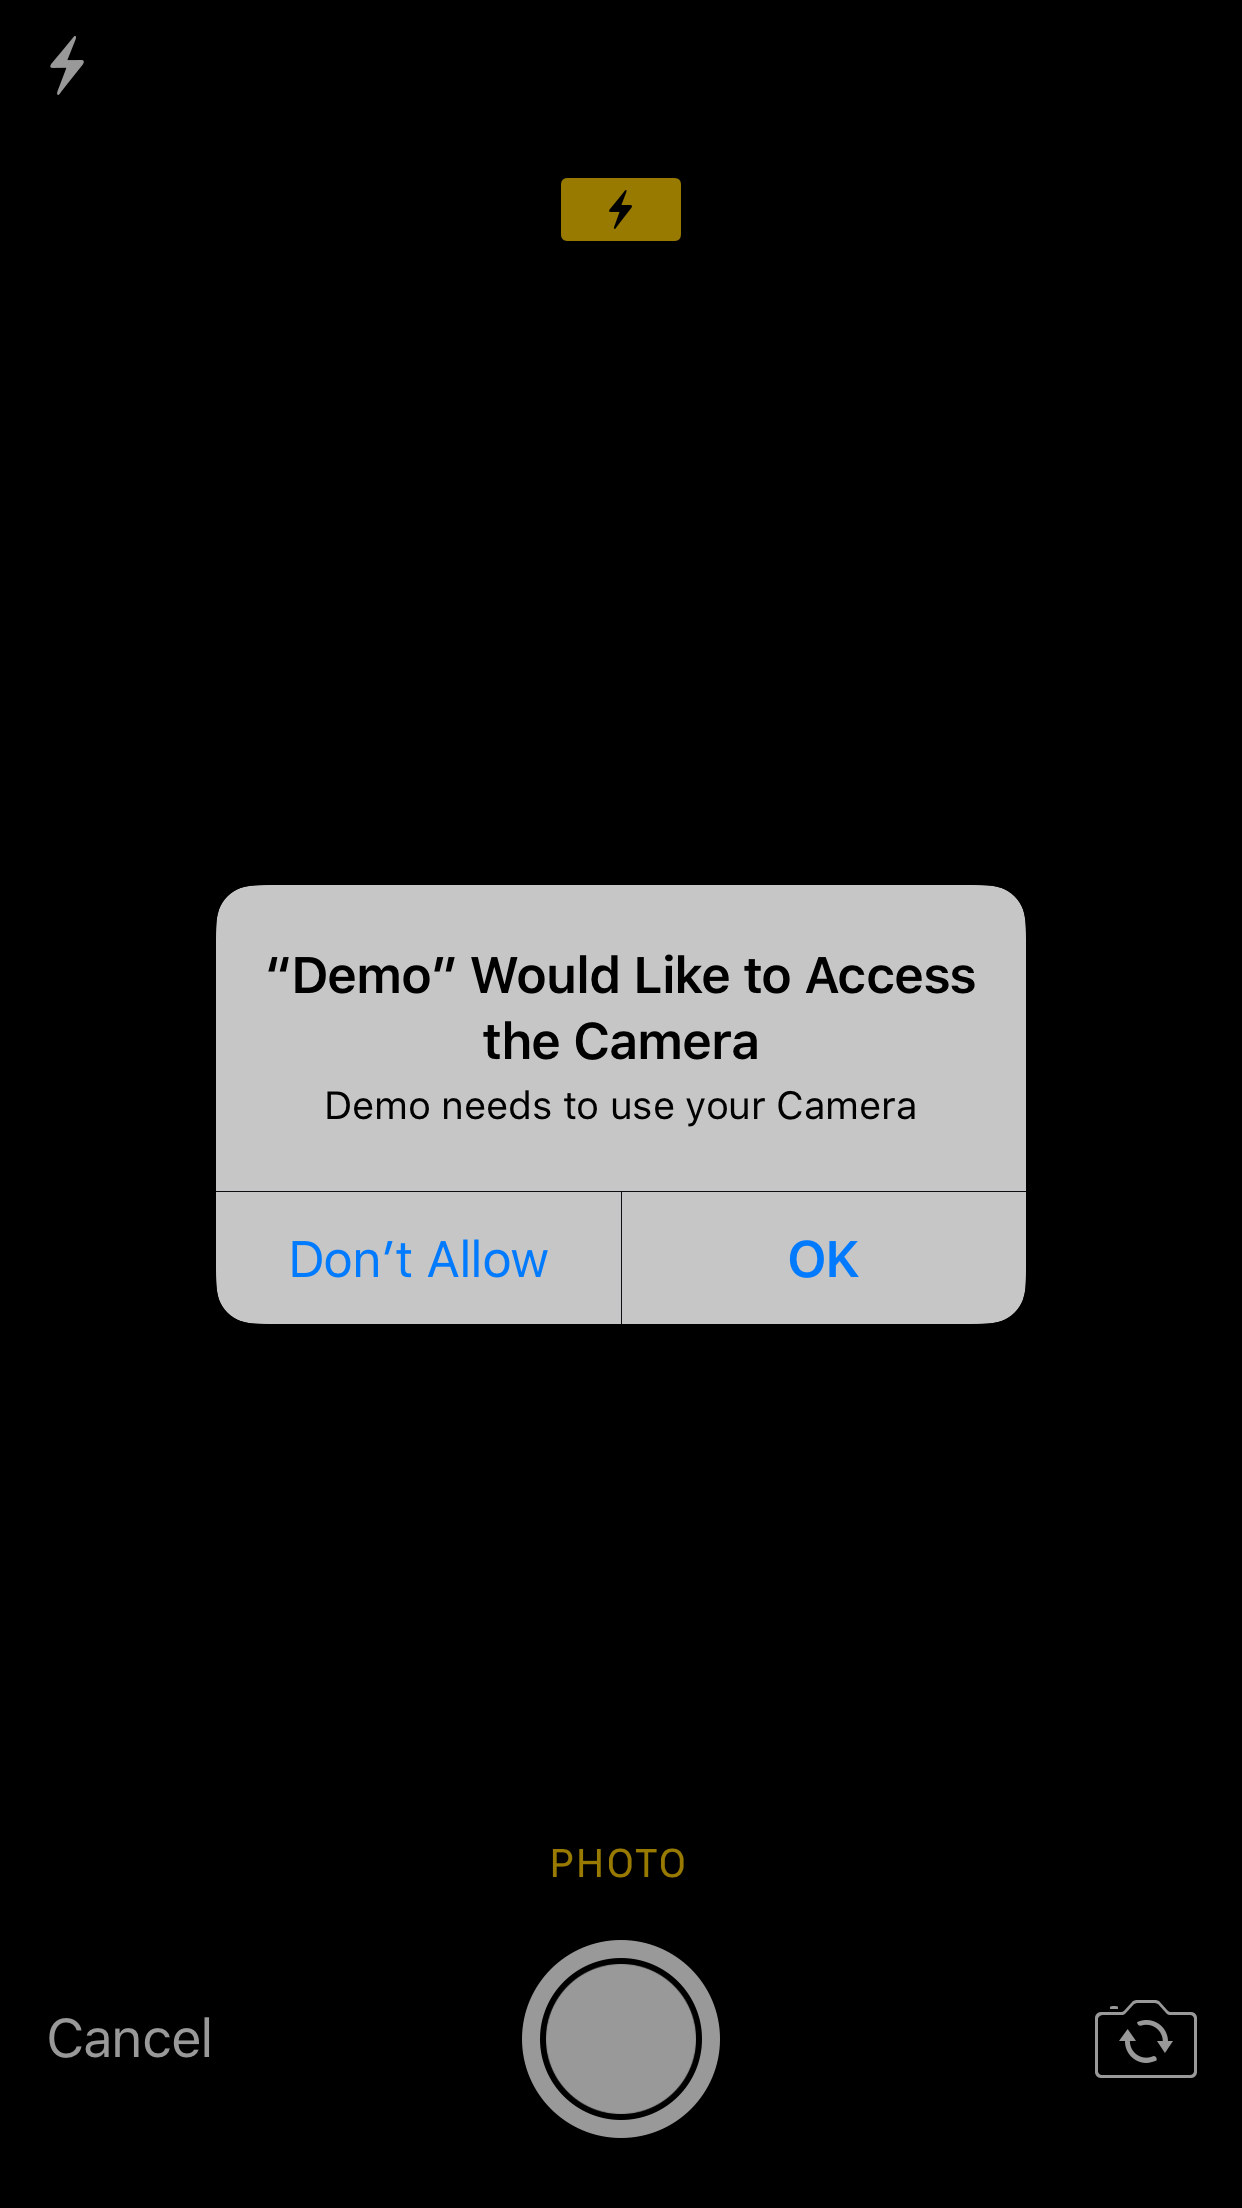 “Demo” Would Like to Access
the Camera
Demo needs to use your Camera
Don’t Allow
OK
PHOTO
Cancel